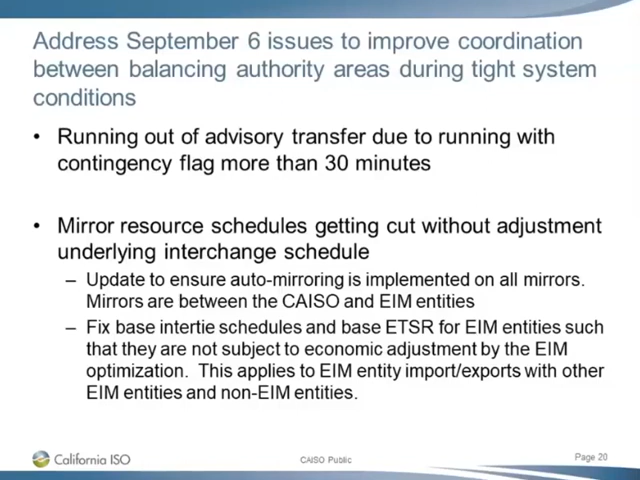 Address September 6 issues to improve coordination
between balancing authority areas during tight system
conditions
• Running out of advisory transfer due to running with
contingency flag more than 30 minutes
• Mirror resource schedules getting cut without adjustment
underlying interchange schedule
– Update to ensure auto-mirroring is implemented on all mirrors.
Mirrors are between the CAISO and EIM entities
– Fix base intertie schedules and base ETSR for EIM entities such
that they are not subject to economic adjustment by the EIM
optimization. This applies to EIM entity import/exports with other
EIM entities and non-EIM entities.
California ISO
CAISO Public
Page 20